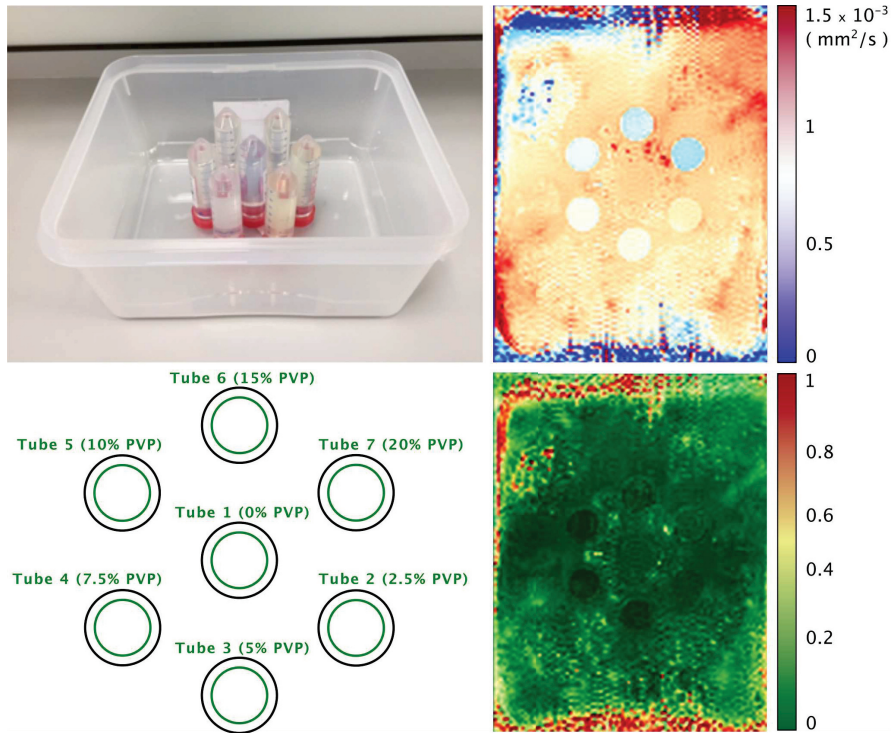 1.5 x 10⁻³
( mm²/s )
1
0.5
0
Tube 6 (15% PVP)
Tube 5 (10% PVP)
Tube 7 (20% PVP)
Tube 1 (0% PVP)
Tube 4 (7.5% PVP)
Tube 2 (2.5% PVP)
Tube 3 (5% PVP)
1
0.8
0.6
0.4
0.2
0